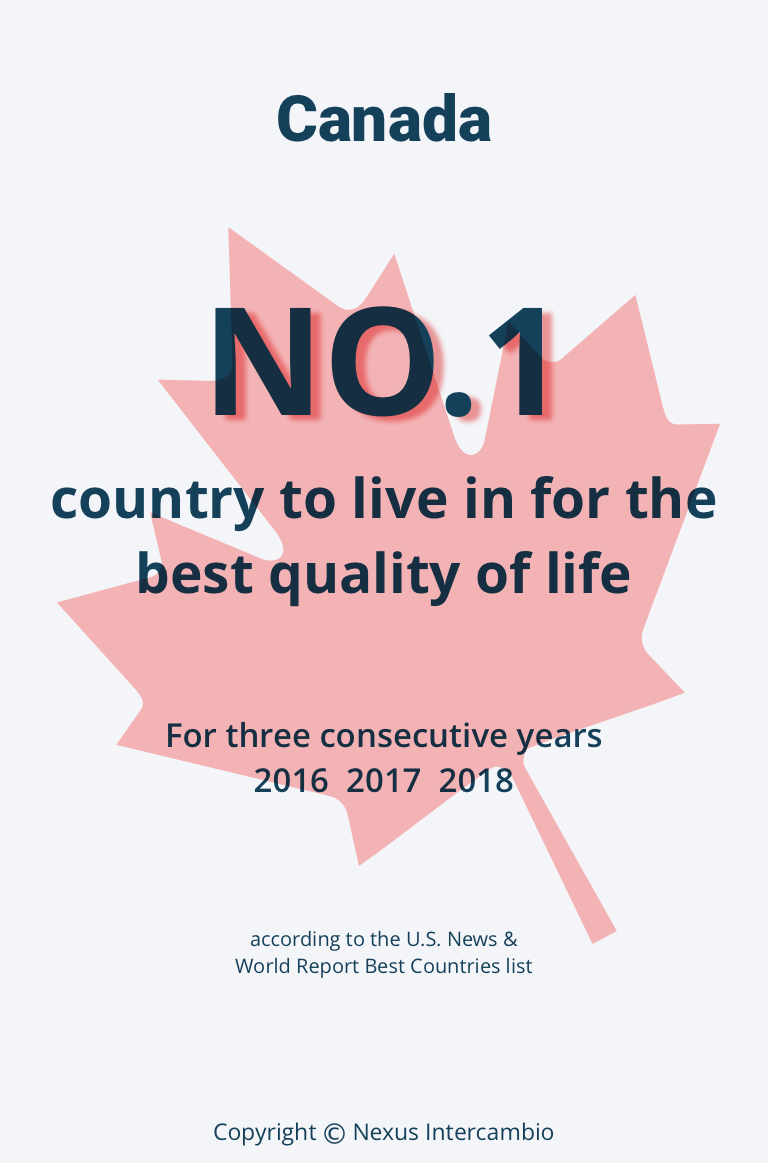 Canada
NO.1
country to live in for the
best quality of life
For three consecutive years
2016 2017 2018
according to the U.S. News &
World Report Best Countries list
Copyright © Nexus Intercambio